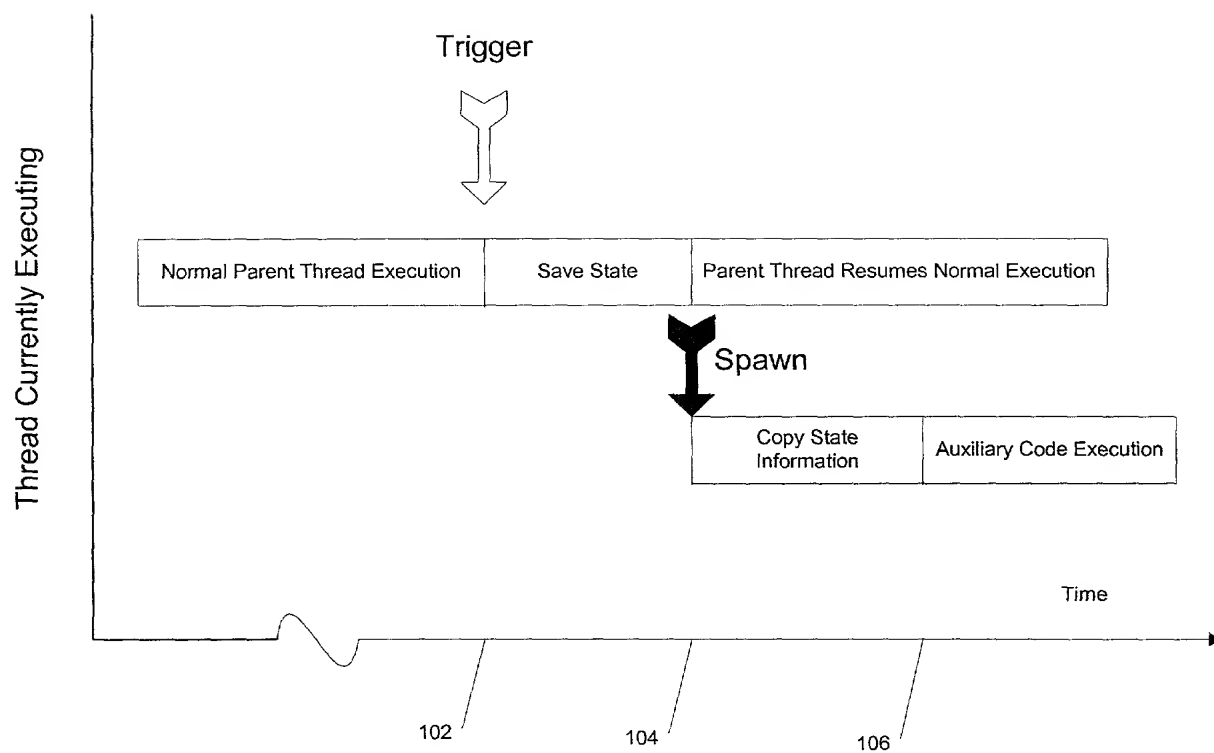 Trigger
Thread Currently Executing
Normal Parent Thread Execution
Save State
Parent Thread Resumes Normal Execution
Spawn
Copy State
Information
Auxiliary Code Execution
Time
102
104
106